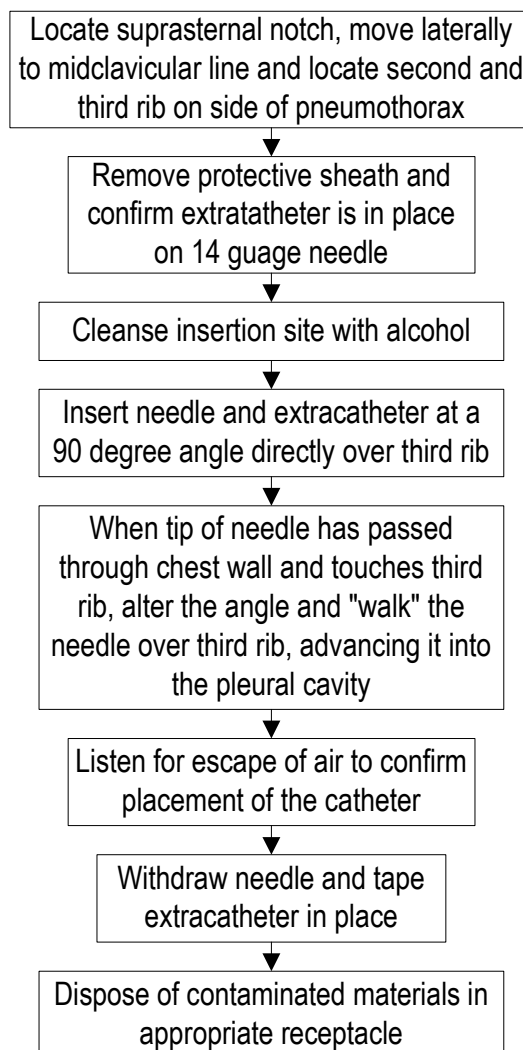 Locate suprasternal notch, move laterally
to midclavicular line and locate second and
third rib on side of pneumothorax
Remove protective sheath and
confirm extratatheter is in place
on 14 guage needle
Cleanse insertion site with alcohol
Insert needle and extracatheter at a
90 degree angle directly over third rib
When tip of needle has passed
through chest wall and touches third
rib, alter the angle and "walk" the
needle over third rib, advancing it into
the pleural cavity
Listen for escape of air to confirm
placement of the catheter
Withdraw needle and tape
extracatheter in place
Dispose of contaminated materials in
appropriate receptacle